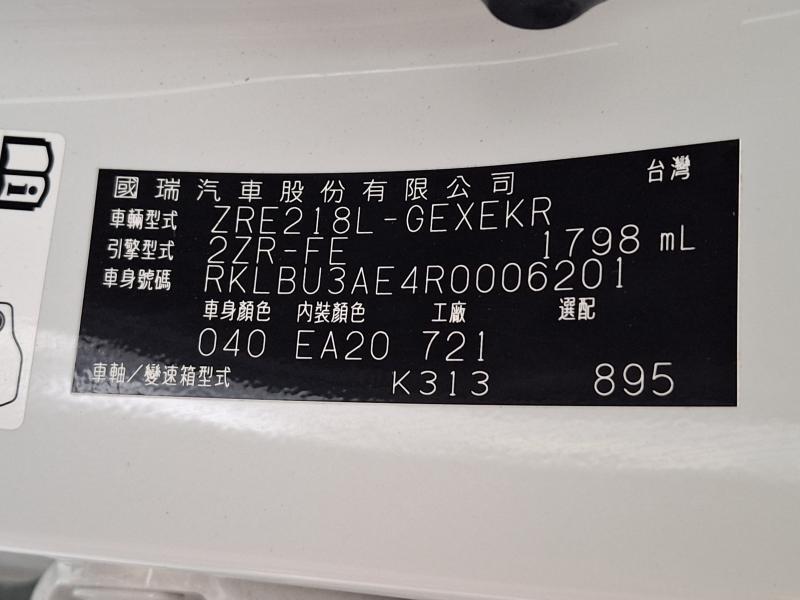 國瑞汽車股份有限公司 台灣
車輛型式 ZRE218L-GEXEKR
引擎型式 2ZR-FE 1798 mL
車身號碼 RKLBU3AE4R0006201
車身顏色 內裝顏色 工廠 選配
040 EA20 721
車軸/變速箱型式 K313 895